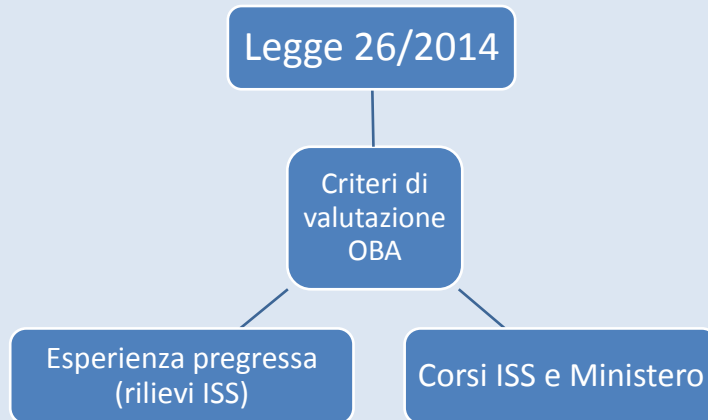 Legge 26/2014
Criteri di
valutazione
OBA
Esperienza pregressa
(rilievi ISS)
Corsi ISS e Ministero